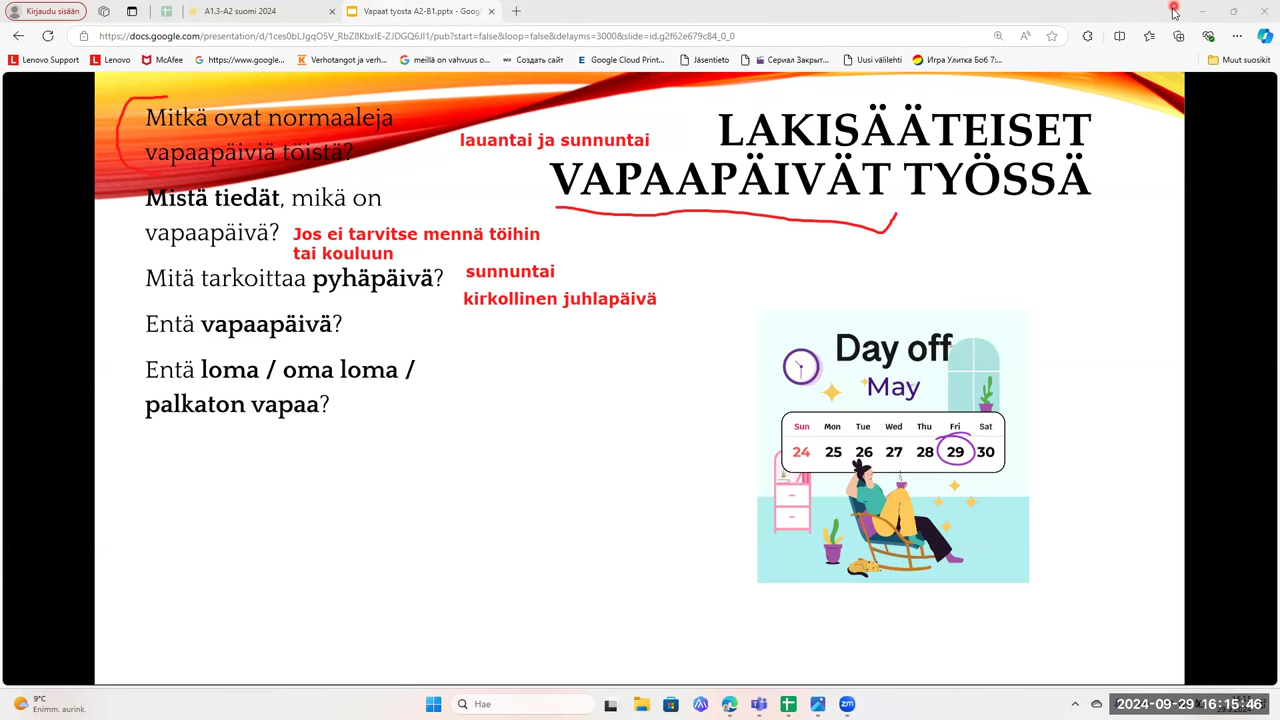 Kirjaudu sisään
A1.3-A2 suomi 2024
Vapaat tyosta A2-B1.pptx - Goog
https://docs.google.com/presentation/d/1ces0bLJgqO5V_RbZ8KbxIE-ZJDGQ6JI1/pub?start=false&loop=false&delayms=3000&slide=id.g2f62e679c84_0_0
Lenovo Support
Lenovo
McAfee
https://www.google...
Verhotangot ja verh...
meillä on vahvuus o...
Создать сайт
Google Cloud Print...
Jäsentieto
Сериал Закрыт...
Uusi välilehti
Игра Улитка Боб 7:...
Muut suosikit
Mitkä ovat normaaleja
vapaapäiviä töistä?
lauantai ja sunnuntai
LAKISÄÄTEISET
VAPAAPÄIVÄT TYÖSSÄ
Mistä tiedät, mikä on
vapaapäivä?
Jos ei tarvitse mennä töihin
tai kouluun
Mitä tarkoittaa pyhäpäivä?
sunnuntai
kirkollinen juhlapäivä
Entä vapaapäivä?
Entä loma / oma loma /
palkaton vapaa?
Day off
May
Sun Mon Tue Wed Thu Fri Sat
24 25 26 27 28 29 30
9°C
Enimm. aurink.
Hae
2024-09-29 16:15:46